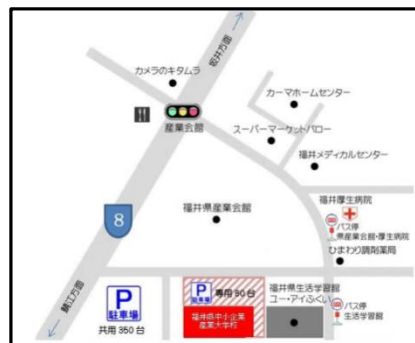 坂井方面
カメラのキタムラ
カーマホームセンター
産業会館
スーパーマーケットバロー
福井メディカルセンター
福井県産業会館
福井厚生病院
バス停
県産業会館・厚生病院
8
ひまわり調剤薬局
鯖江方面
P
駐車場
共用 350 台
P
駐車場
専用 80 台
福井県中小企業
産業大学校
福井県生活学習館
ユー・アイふくい
バス停
生活学習館